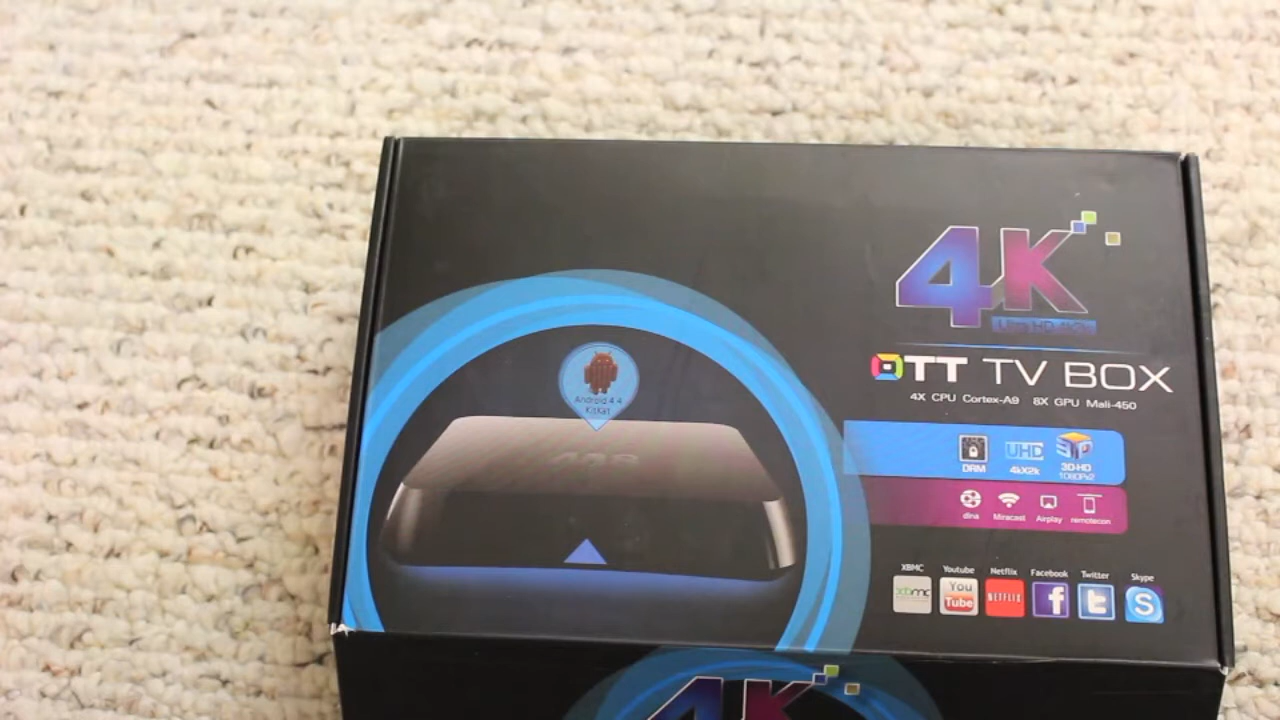 4K
Ultra HD 4K2K
OTT TV BOX
4X CPU Cortex-A9 8X GPU Mali-450
Android 4.4
KitKat
DRM
UHD
4kX2k
3D
3D-HD
1080Px2
dlna
Miracast
Airplay
remotecon
XBMC
Youtube
Netflix
Facebook
Twitter
Skype
xbmc
You
Tube
NETFLIX
f
t
S
4K